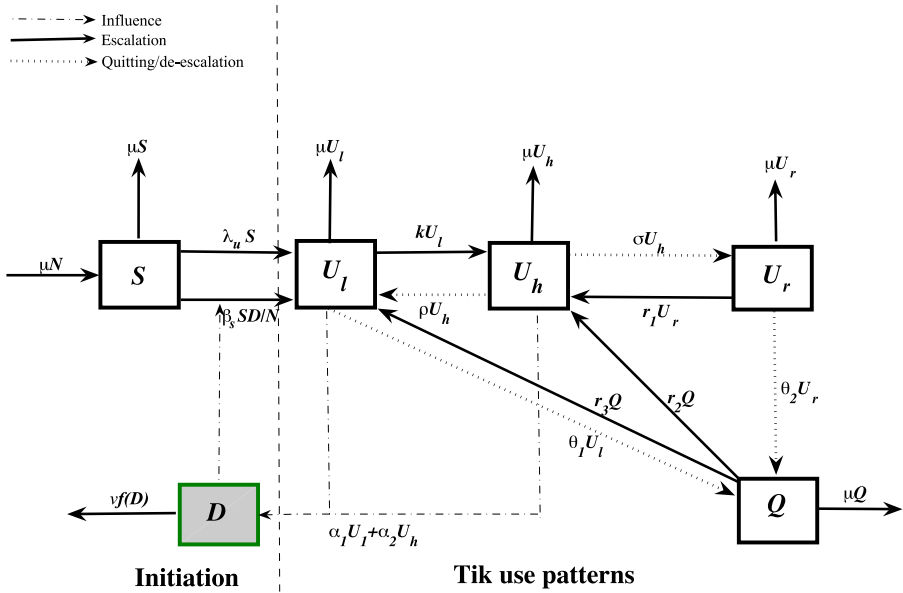 Influence
Escalation
Quitting/de-escalation
μS
μU_l
μU_h
μU_r
λ_u S
kU_l
σU_h
μN
S
U_l
U_h
U_r
β_s SD/N
ρU_h
r_1U_r
r_3Q
r_2Q
θ_2U_r
θ_1U_l
νf(D)
D
Q
μQ
α_1U_1+α_2U_h
Initiation
Tik use patterns